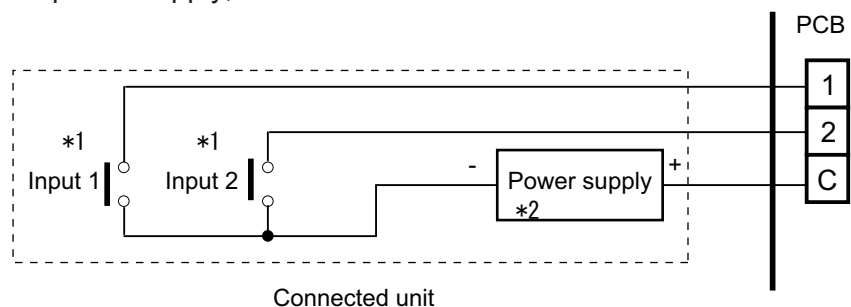 PCB
1
*1 *1
2
Input 1 Input 2 - Power supply + C
*2
Connected unit